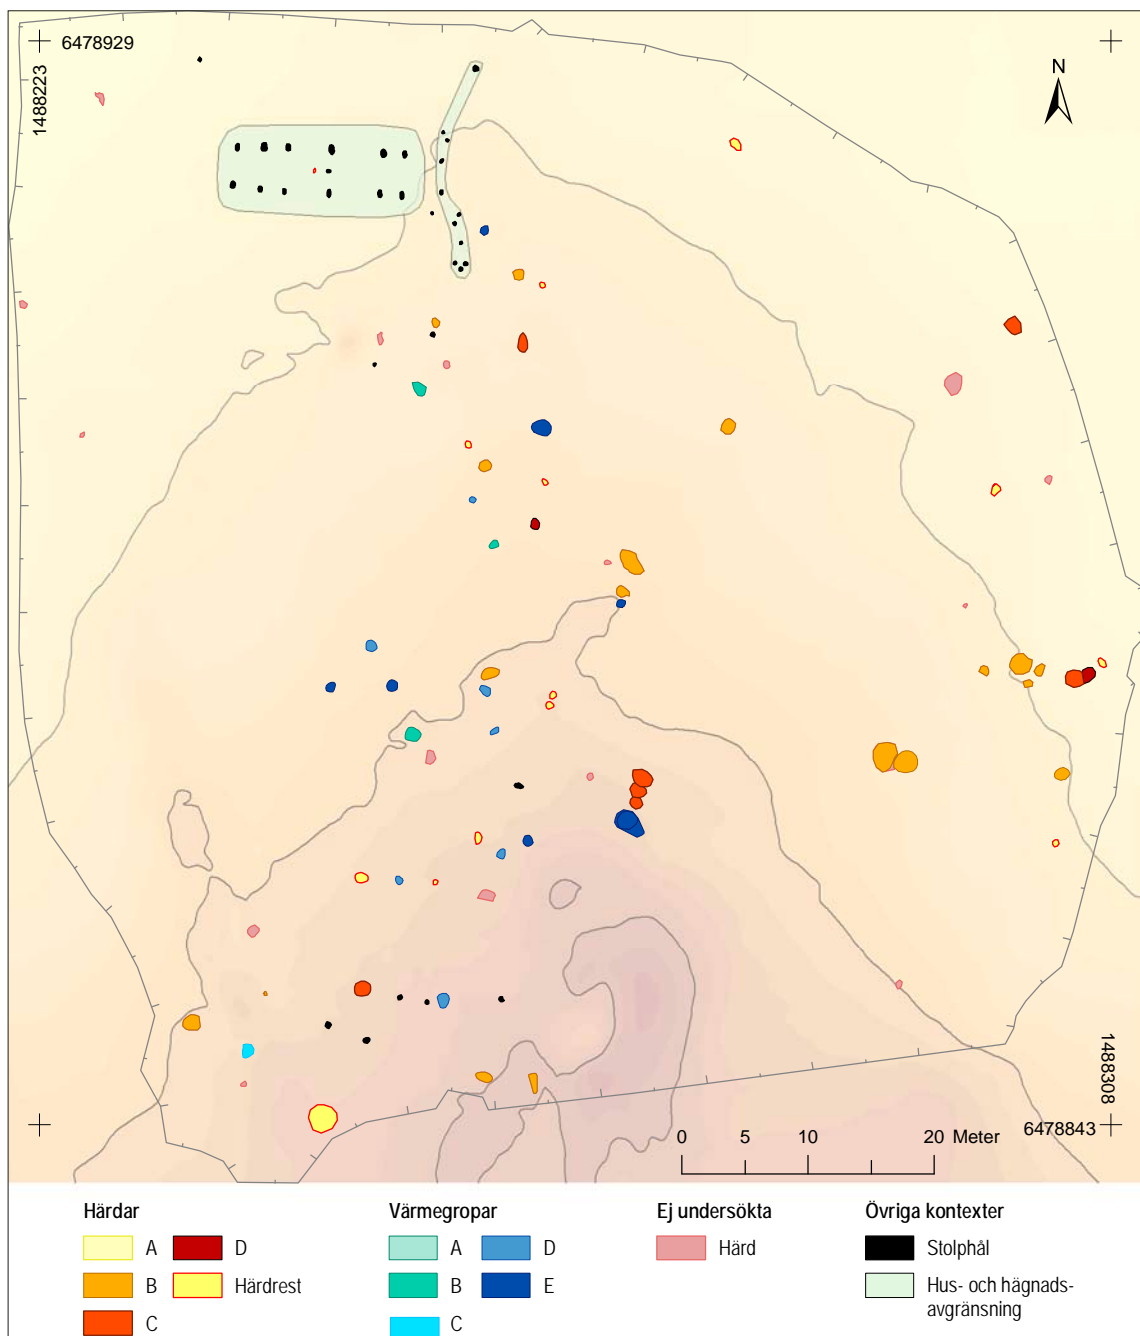 6478929
1488223
N
1488308
6478843
0 5 10 20 Meter
Härdar
A
B
C
D
Härdrest
Värmegropar
A
B
C
D
E
Ej undersökta
Härd
Övriga kontexter
Stolphål
Hus- och hägnads-
avgränsning